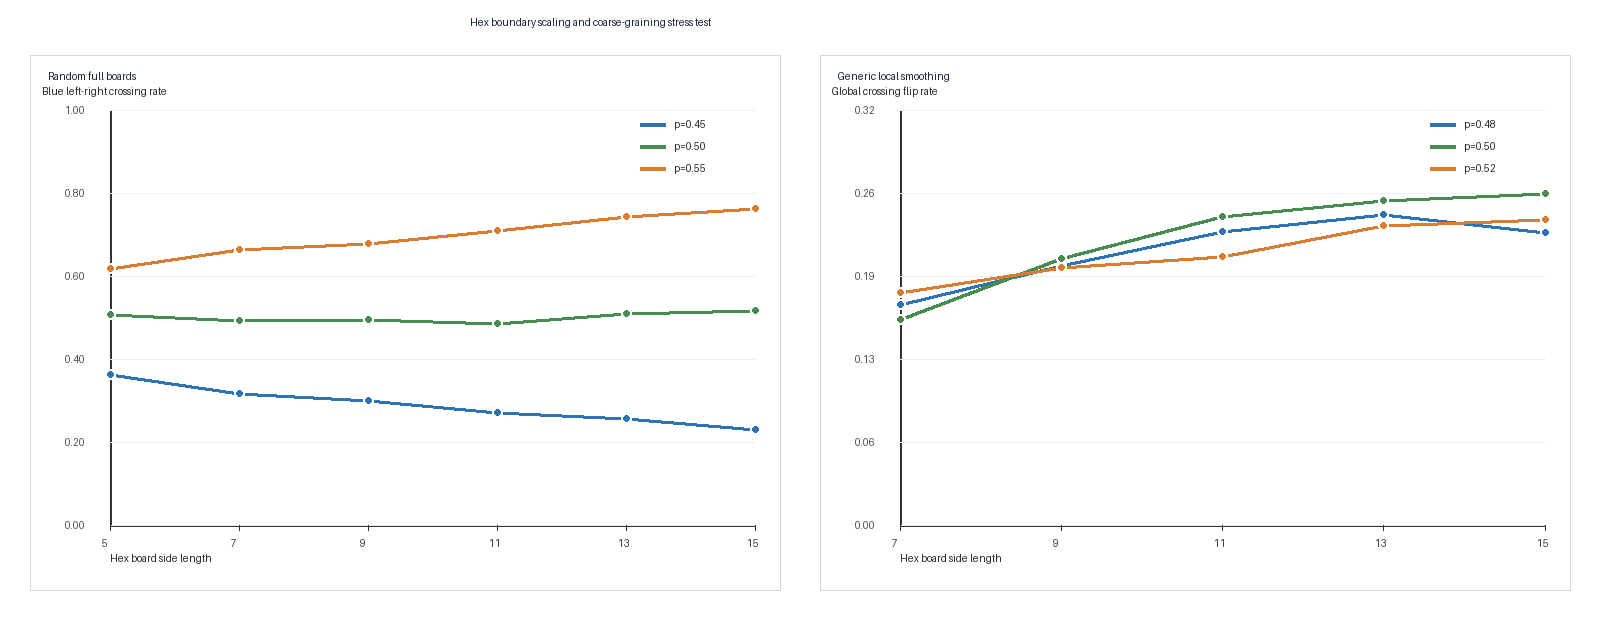 Hex boundary scaling and coarse-graining stress test
Random full boards
Blue left-right crossing rate
1.00
0.80
0.60
0.40
0.20
0.00
5 7 9 11 13 15
Hex board side length
p=0.45
p=0.50
p=0.55
Generic local smoothing
Global crossing flip rate
0.32
0.26
0.19
0.13
0.06
0.00
7 9 11 13 15
Hex board side length
p=0.48
p=0.50
p=0.52